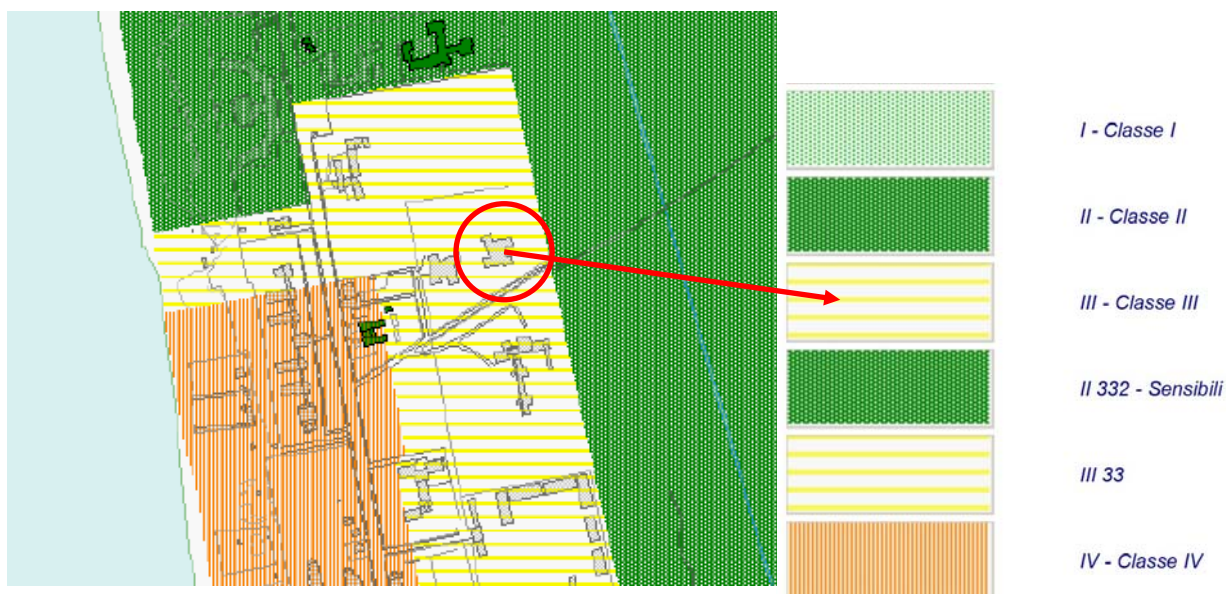 I - Classe I
II - Classe II
III - Classe III
II 332 - Sensibili
III 33
IV - Classe IV